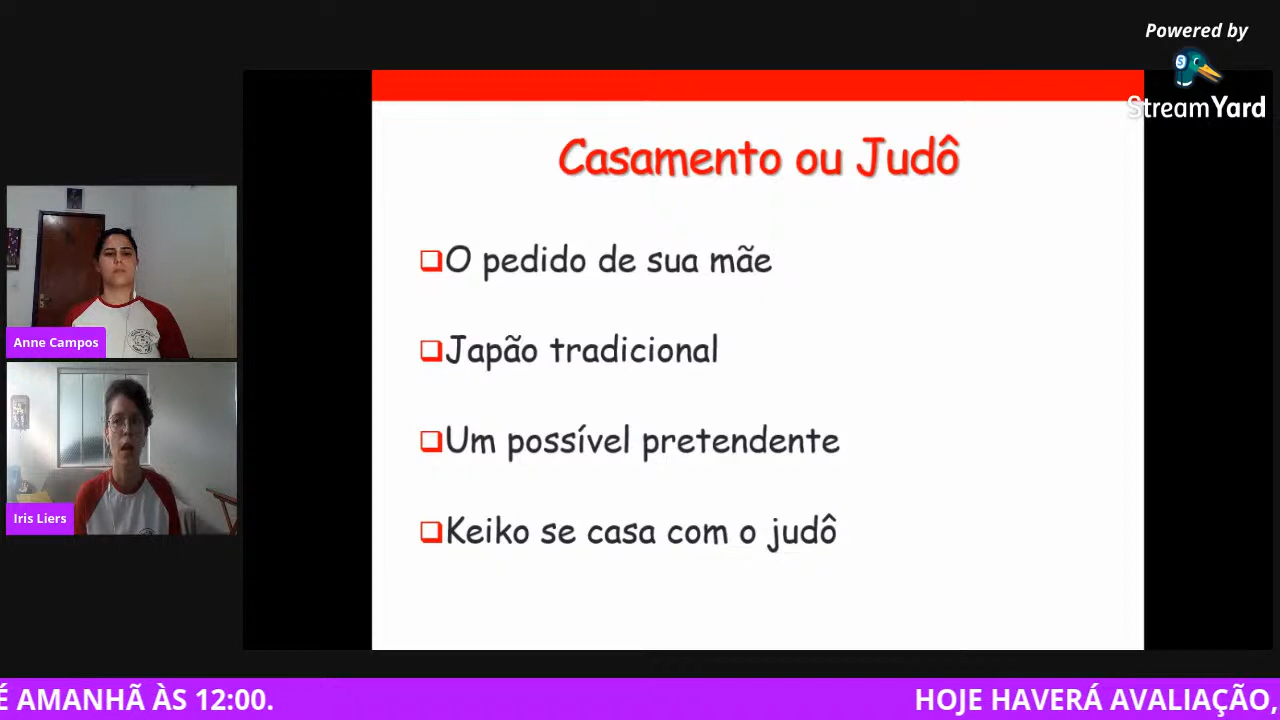 Powered by
StreamYard
Casamento ou Judô
O pedido de sua mãe
Japão tradicional
Um possível pretendente
Keiko se casa com o judô
Anne Campos
Iris Liers
É AMANHÃ ÀS 12:00. HOJE HAVERÁ AVALIAÇÃO,